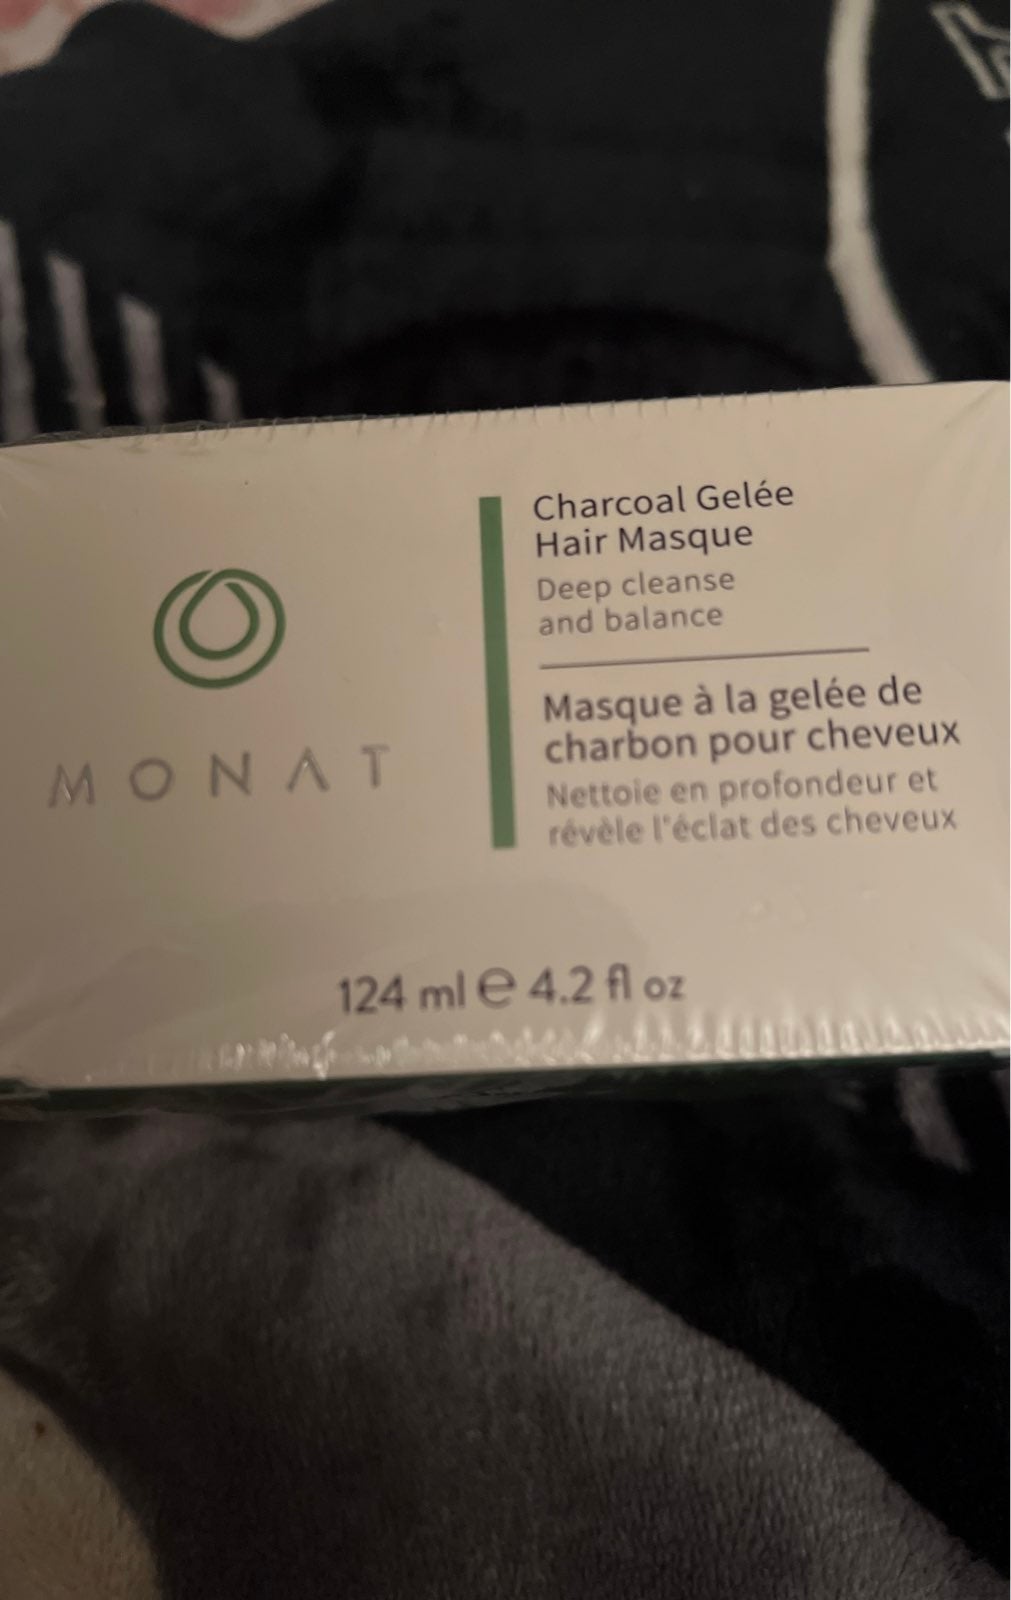 MONAT
Charcoal Gelée
Hair Masque
Deep cleanse
and balance
Masque à la gelée de
charbon pour cheveux
Nettoie en profondeur et
révèle l'éclat des cheveux
124 ml ℮ 4.2 fl oz